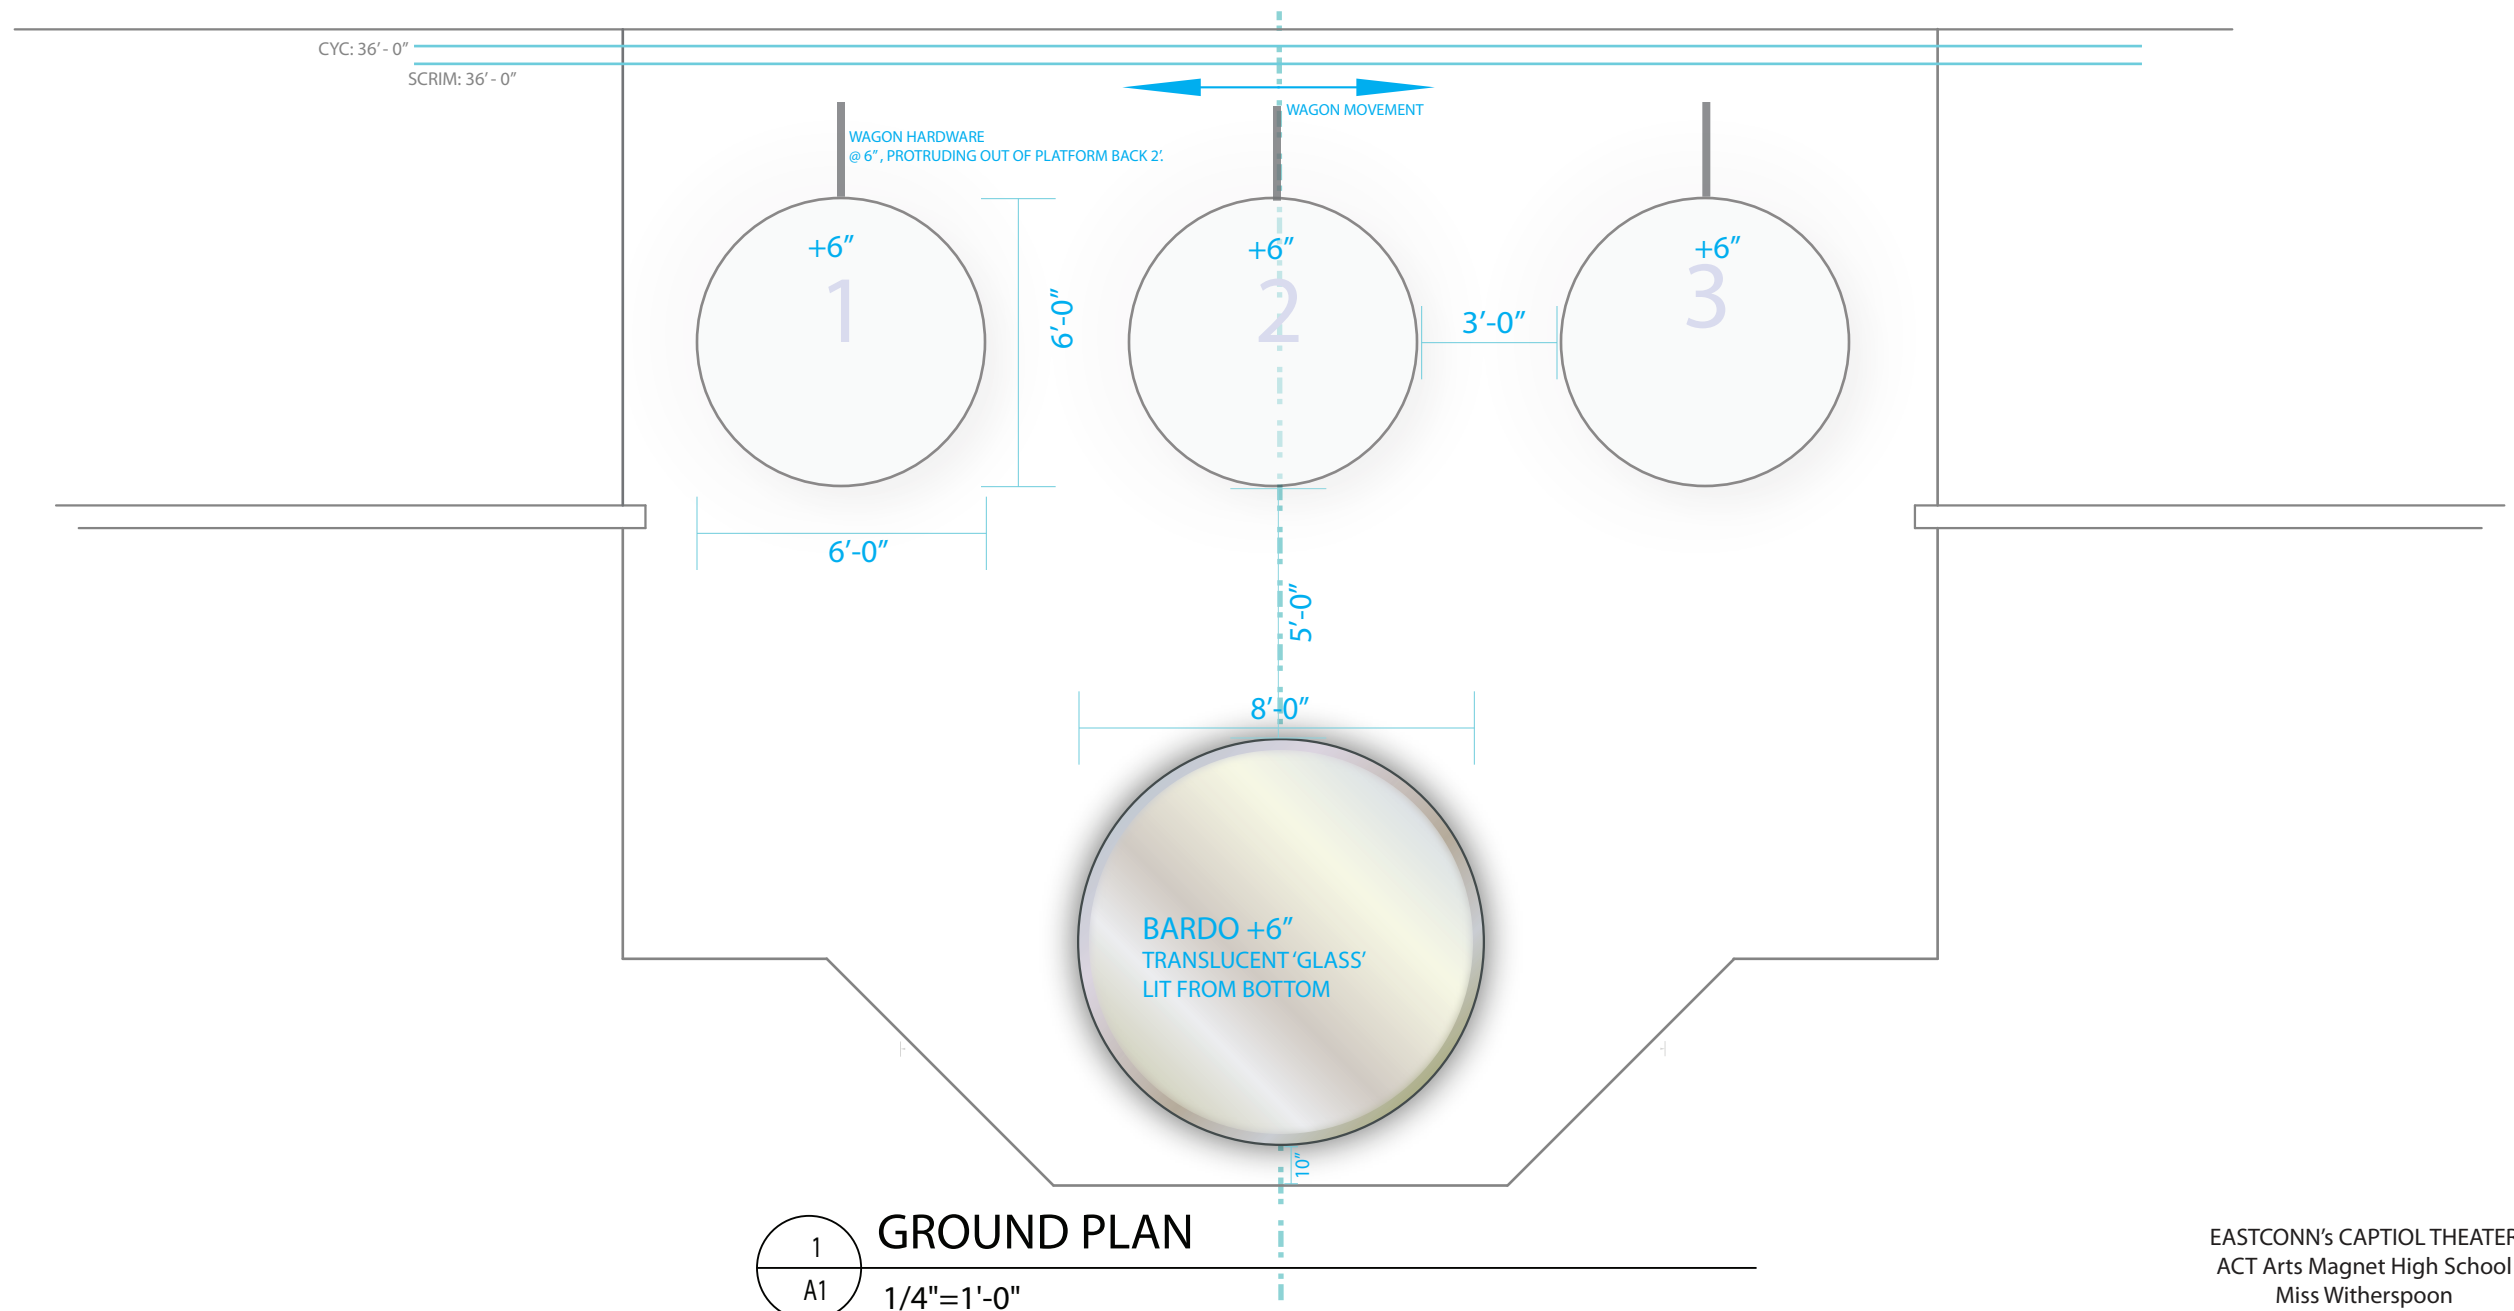 CYC: 36’- 0”
SCRIM: 36’ - 0”
WAGON MOVEMENT
WAGON HARDWARE
@ 6” , PROTRUDING OUT OF PLATFORM BACK 2’.
+6”
1
+6”
2
+6”
3
6’-0”
3’-0”
6’-0”
5’-0”
8’-0”
BARDO +6”
TRANSLUCENT ‘GLASS’
LIT FROM BOTTOM
10”
1
A1
GROUND PLAN
1/4"=1'-0"
EASTCONN’s CAPTIOL THEATER
ACT Arts Magnet High School
Miss Witherspoon